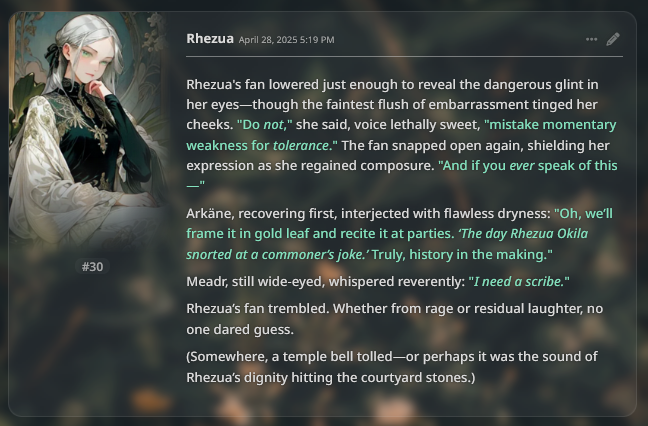 Rhezua April 28, 2025 5:19 PM
Rhezua's fan lowered just enough to reveal the dangerous glint in
her eyes—though the faintest flush of embarrassment tinged her
cheeks. "Do not," she said, voice lethally sweet, "mistake momentary
weakness for tolerance." The fan snapped open again, shielding her
expression as she regained composure. "And if you ever speak of this
—"
Arkäne, recovering first, interjected with flawless dryness: "Oh, we’ll
frame it in gold leaf and recite it at parties. ‘The day Rhezua Okila
snorted at a commoner’s joke.’ Truly, history in the making."
Meadr, still wide-eyed, whispered reverently: "I need a scribe."
Rhezua’s fan trembled. Whether from rage or residual laughter, no
one dared guess.
(Somewhere, a temple bell tolled—or perhaps it was the sound of
Rhezua’s dignity hitting the courtyard stones.)
#30